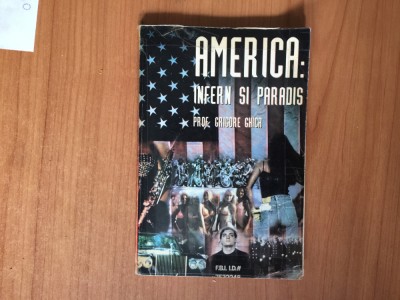 AMERICA:
INFERN SI PARADIS
PROF. GRIGORE GHICA
F.B.I. I.D.#